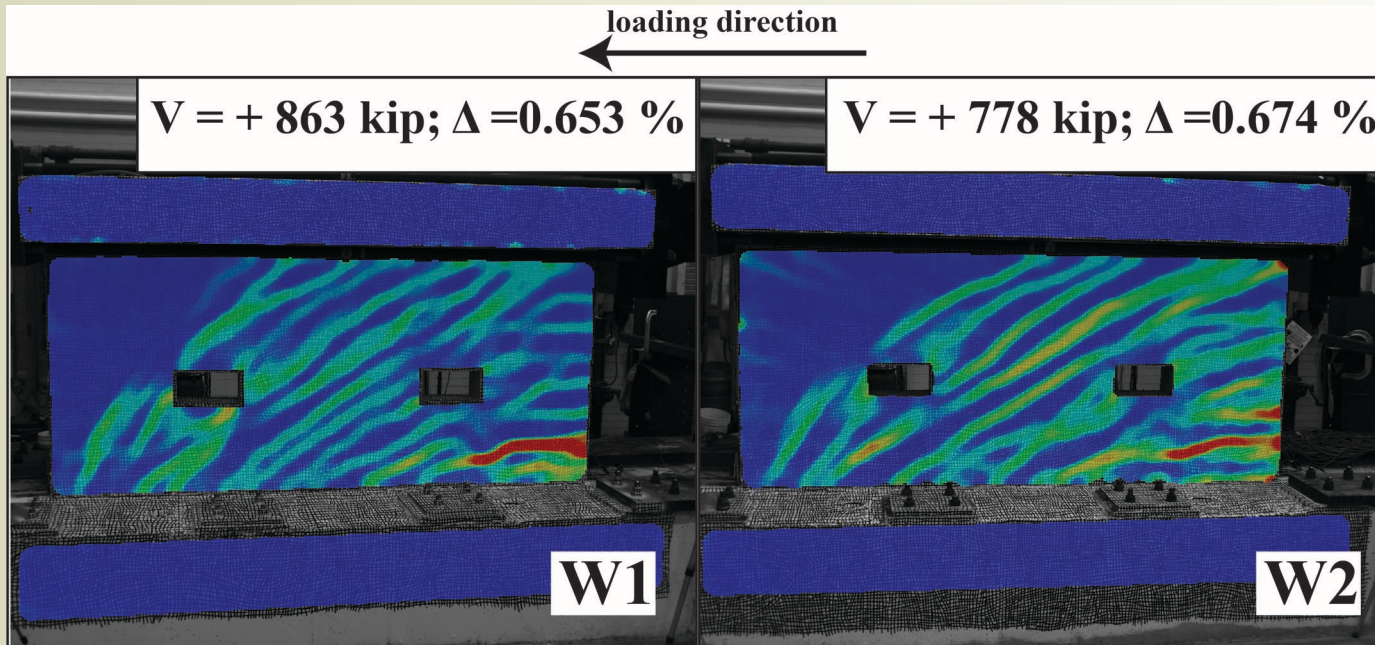 loading direction
V = + 863 kip; Δ =0.653 %
V = + 778 kip; Δ =0.674 %
W1
W2